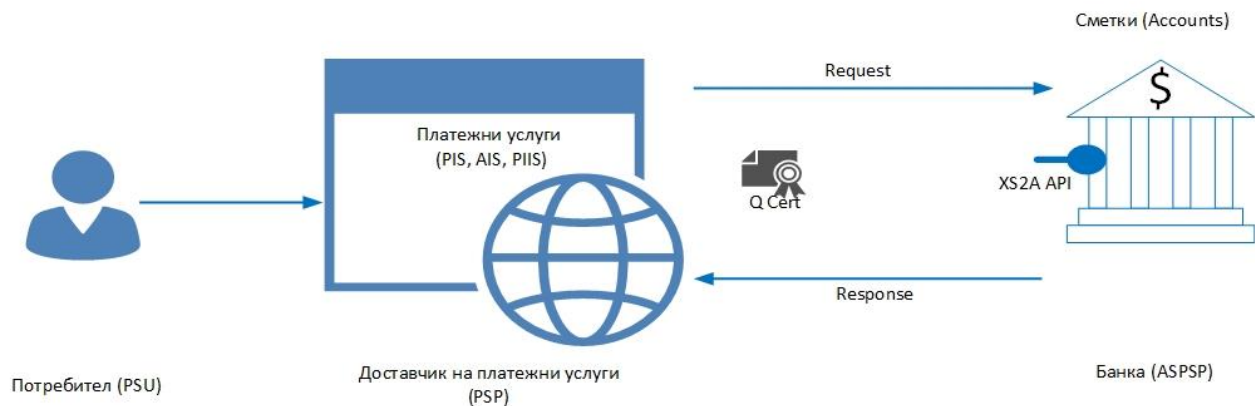 Сметки (Accounts)
Request
$
Платежни услуги
(PIS, AIS, PIIS)
XS2A API
Q Cert
Response
Потребител (PSU)
Доставчик на платежни услуги
(PSP)
Банка (ASPSP)